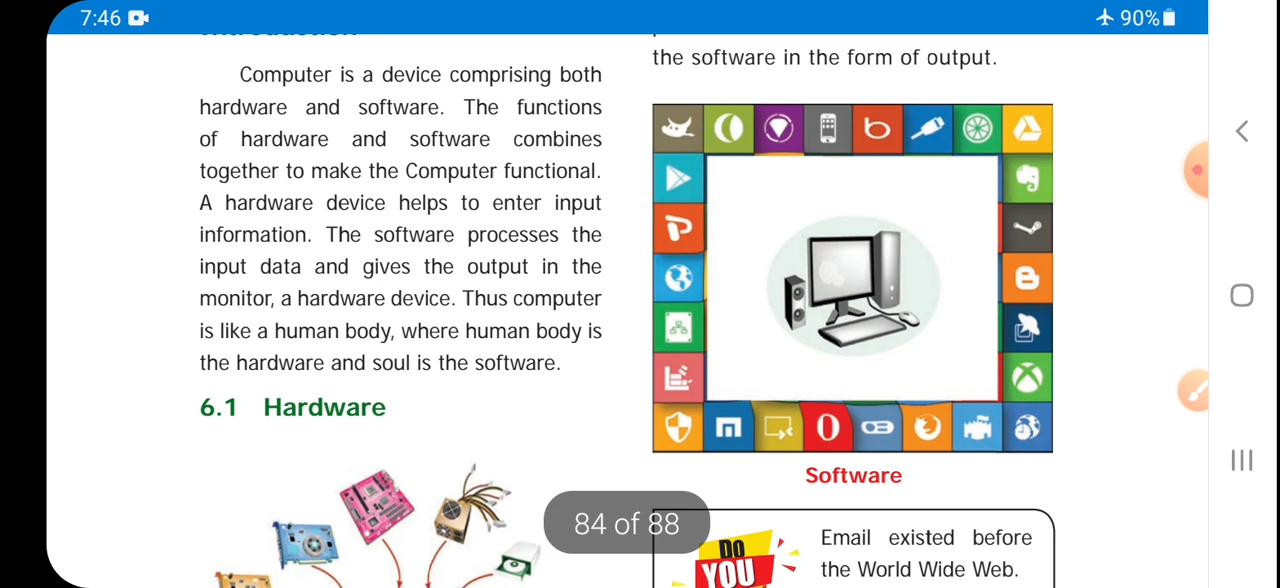 7:46
90%
Computer is a device comprising both
hardware and software. The functions
of hardware and software combines
together to make the Computer functional.
A hardware device helps to enter input
information. The software processes the
input data and gives the output in the
monitor, a hardware device. Thus computer
is like a human body, where human body is
the hardware and soul is the software.
6.1 Hardware
the software in the form of output.
Software
84 of 88
DO
YOU
Email existed before
the World Wide Web.